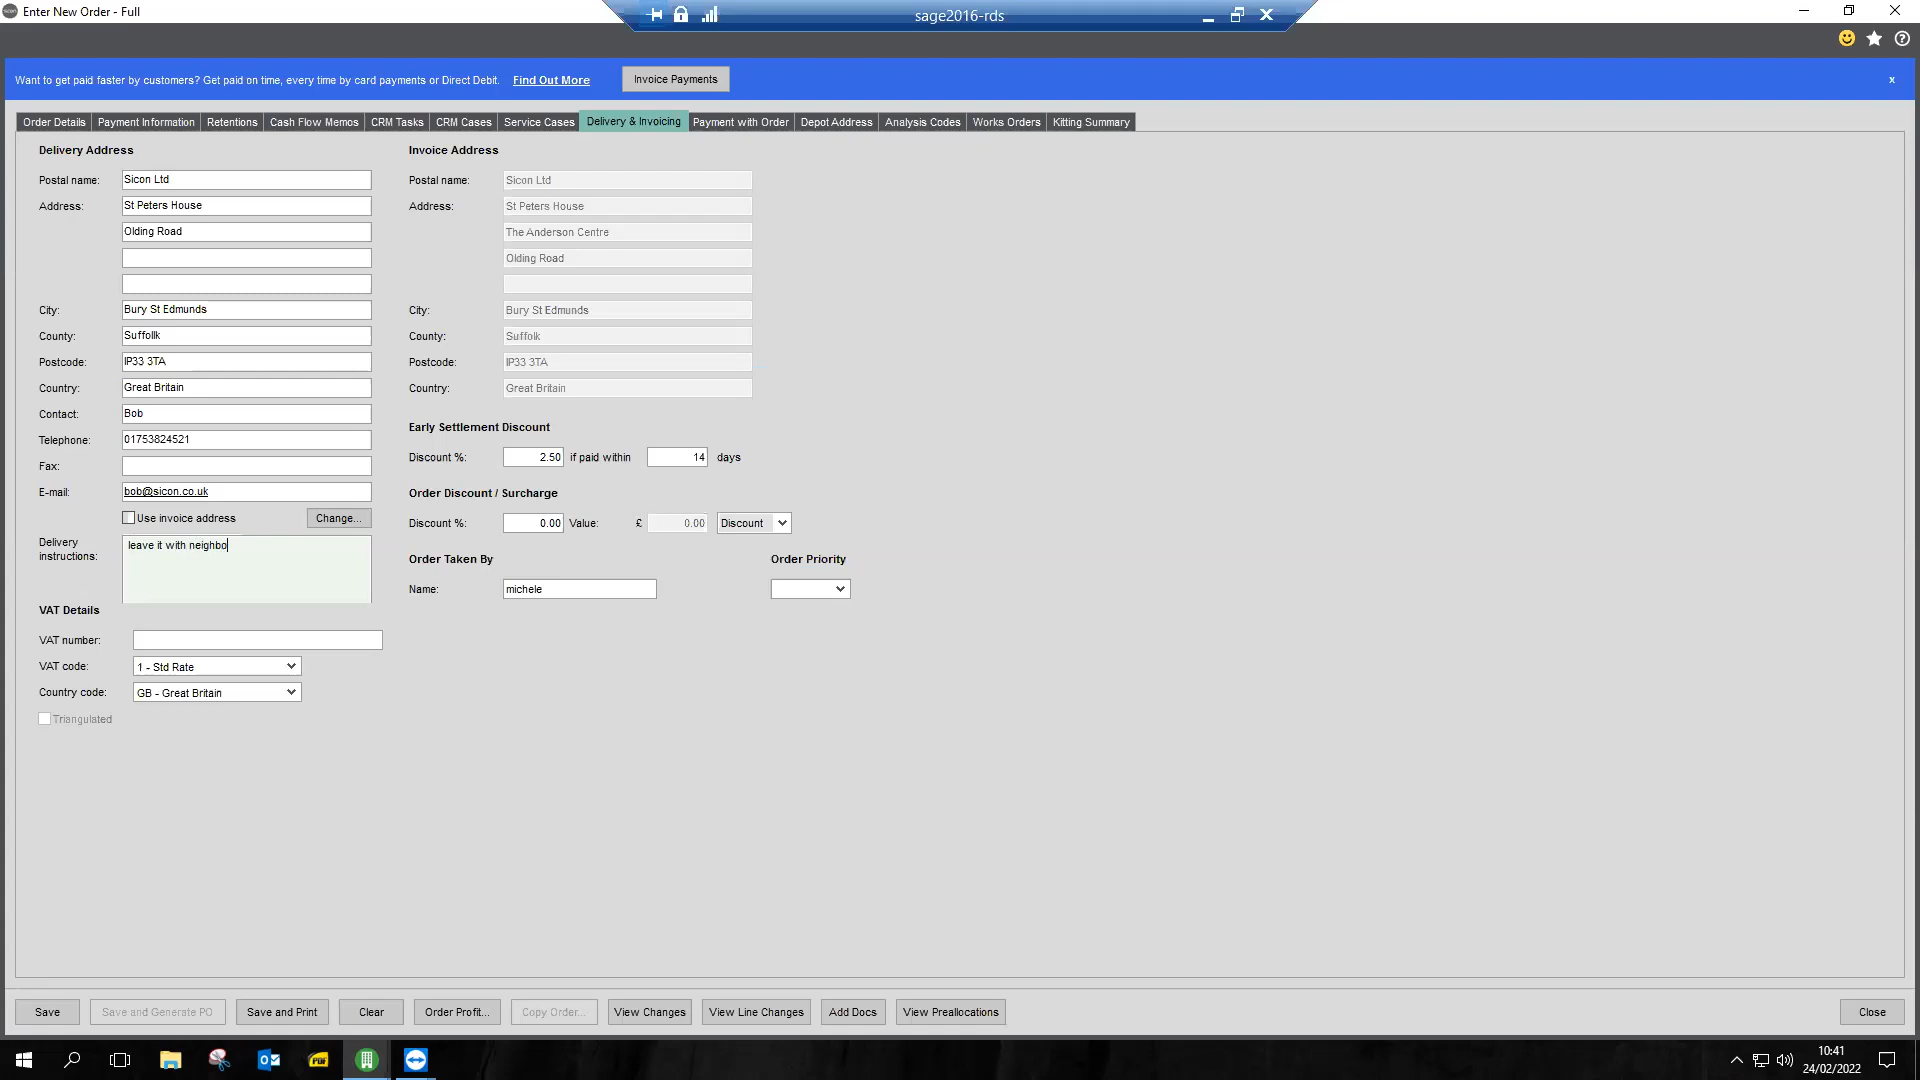 Enter New Order - Full
sage2016-rds
Want to get paid faster by customers? Get paid on time, every time by card payments or Direct Debit. Find Out More Invoice Payments x
Order Details Payment Information Retentions Cash Flow Memos CRM Tasks CRM Cases Service Cases Delivery & Invoicing Payment with Order Depot Address Analysis Codes Works Orders Kitting Summary
Delivery Address
Postal name: Sicon Ltd
Address: St Peters House
Olding Road
City: Bury St Edmunds
County: Suffollk
Postcode: IP33 3TA
Country: Great Britain
Contact: Bob
Telephone: 01753824521
Fax:
E-mail: bob@sicon.co.uk
Use invoice address Change...
Delivery instructions: leave it with neighbo
VAT Details
VAT number:
VAT code: 1 - Std Rate
Country code: GB - Great Britain
Triangulated
Invoice Address
Postal name: Sicon Ltd
Address: St Peters House
The Anderson Centre
Olding Road
City: Bury St Edmunds
County: Suffolk
Postcode: IP33 3TA
Country: Great Britain
Early Settlement Discount
Discount %: 2.50 if paid within 14 days
Order Discount / Surcharge
Discount %: 0.00 Value: £ 0.00 Discount
Order Taken By
Name: michele
Order Priority
Save Save and Generate PO Save and Print Clear Order Profit... Copy Order... View Changes View Line Changes Add Docs View Preallocations Close
PDF
10:41
24/02/2022